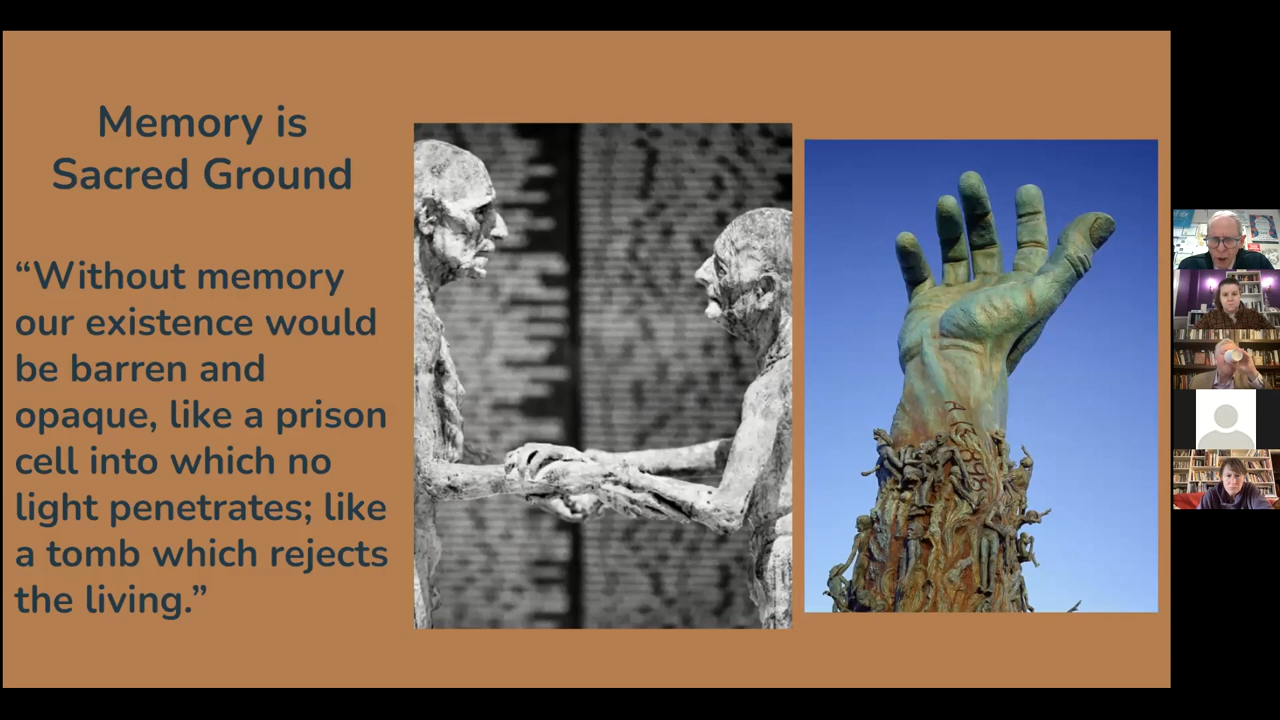 Memory is
Sacred Ground
“Without memory
our existence would
be barren and
opaque, like a prison
cell into which no
light penetrates; like
a tomb which rejects
the living.”